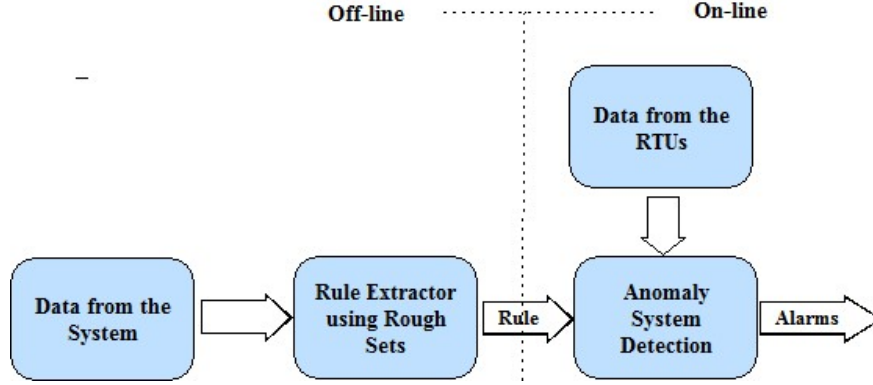 Off-line
On-line
Data from the
RTUs
Data from the
System
Rule Extractor
using Rough
Sets
Rule
Anomaly
System
Detection
Alarms